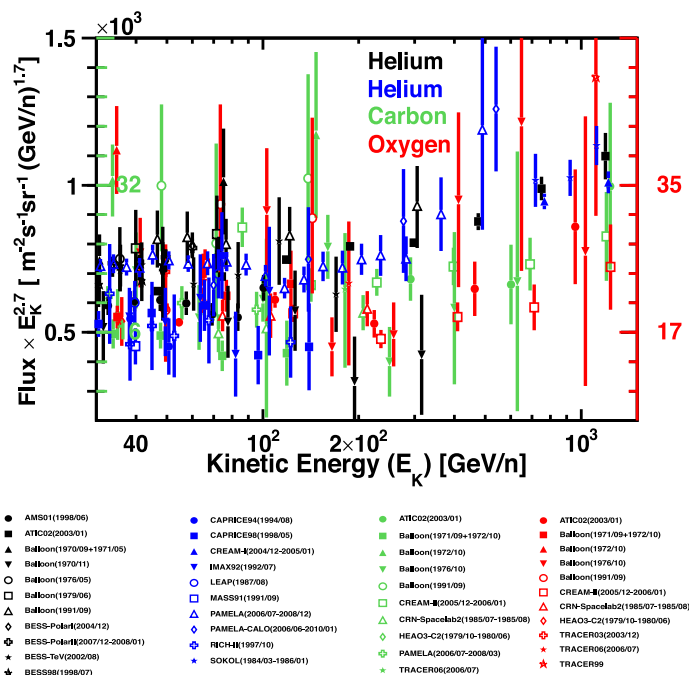 ×10³
1.5
Helium
Helium
Carbon
Oxygen
1.0
32
35
0.5
16
17
Flux × E_K^2.7 [ m⁻²s⁻¹sr⁻¹ (GeV/n)^1.7
40
10²
2×10²
10³
Kinetic Energy (E_K) [GeV/n]
AMS01(1998/06)
ATIC02(2003/01)
Balloon(1970/09+1971/05)
Balloon(1970/11)
Balloon(1976/05)
Balloon(1979/06)
Balloon(1991/09)
BESS-Polar I(2004/12)
BESS-Polar II(2007/12-2008/01)
BESS-TeV(2002/08)
BESS98(1998/07)
CAPRICE94(1994/08)
CAPRICE98(1998/05)
CREAM-I(2004/12-2005/01)
IMAX92(1992/07)
LEAP(1987/08)
MASS91(1991/09)
PAMELA(2006/07-2008/12)
PAMELA-CALO(2006/06-2010/01)
RICH-II(1997/10)
SOKOL(1984/03-1986/01)
ATIC02(2003/01)
Balloon(1971/09+1972/10)
Balloon(1972/10)
Balloon(1976/10)
Balloon(1991/09)
CREAM-II(2005/12-2006/01)
CRN-Spacelab2(1985/07-1985/08)
HEAO3-C2(1979/10-1980/06)
PAMELA(2006/07-2008/03)
TRACER06(2006/07)
ATIC02(2003/01)
Balloon(1971/09+1972/10)
Balloon(1972/10)
Balloon(1976/10)
Balloon(1991/09)
CREAM-II(2005/12-2006/01)
CRN-Spacelab2(1985/07-1985/08)
HEAO3-C2(1979/10-1980/06)
TRACER03(2003/12)
TRACER06(2006/07)
TRACER99